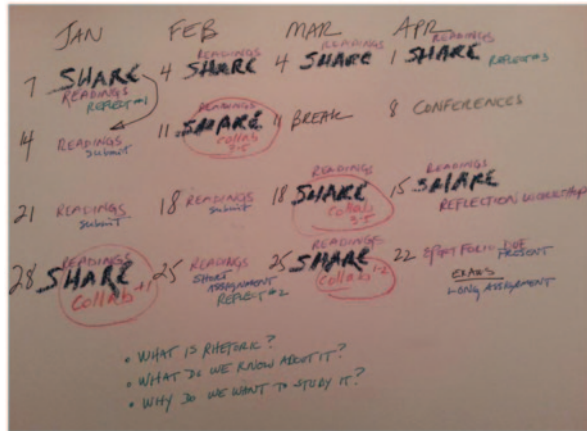 JAN FEB MAR APR
READINGS READINGS READINGS
7 SHARE 4 SHARE 4 SHARE 1 SHARE
READINGS REFLECT #3
REFLECT #1
READINGS
14 READINGS 11 SHARE 11 BREAK 8 CONFERENCES
submit collab
3-5
READINGS READINGS
21 READINGS 18 READINGS 18 SHARE 15 SHARE
submit submit collab REFLECTION WORKSHOP
3-5
READINGS READINGS
28 SHARE 25 READINGS 25 SHARE 22 EPORTFOLIO DUE
collab +1 SHORT collab 1-2 PRESENT
ASSIGNMENT EXAMS
REFLECT #2 LONG ASSIGNMENT
• WHAT IS RHETORIC?
• WHAT DO WE KNOW ABOUT IT?
• WHY DO WE WANT TO STUDY IT?